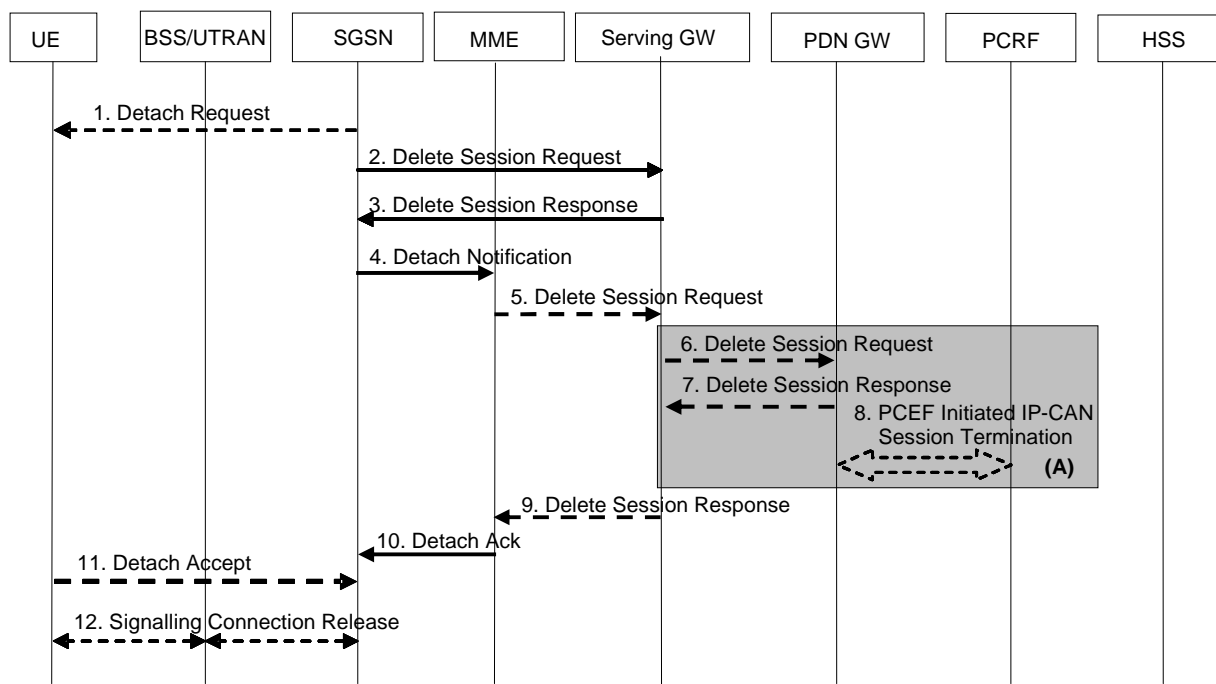 UE
BSS/UTRAN
SGSN
MME
Serving GW
PDN GW
PCRF
HSS
1. Detach Request
2. Delete Session Request
3. Delete Session Response
4. Detach Notification
5. Delete Session Request
6. Delete Session Request
7. Delete Session Response
8. PCEF Initiated IP-CAN
Session Termination
(A)
9. Delete Session Response
10. Detach Ack
11. Detach Accept
12. Signalling Connection Release